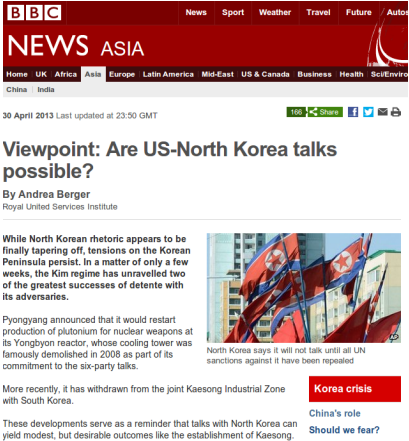 BBC News Sport Weather Travel Future Autos
NEWS ASIA
Home UK Africa Asia Europe Latin America Mid-East US & Canada Business Health Sci/Enviro
China India
30 April 2013 Last updated at 23:50 GMT
166 Share
Viewpoint: Are US-North Korea talks
possible?
By Andrea Berger
Royal United Services Institute
While North Korean rhetoric appears to be
finally tapering off, tensions on the Korean
Peninsula persist. In a matter of only a few
weeks, the Kim regime has unravelled two
of the greatest successes of detente with
its adversaries.
Pyongyang announced that it would restart
production of plutonium for nuclear weapons at
its Yongbyon reactor, whose cooling tower was
famously demolished in 2008 as part of its
commitment to the six-party talks.
More recently, it has withdrawn from the joint Kaesong Industrial Zone
with South Korea.
These developments serve as a reminder that talks with North Korea can
yield modest, but desirable outcomes like the establishment of Kaesong.
AP
North Korea says it will not talk until all UN
sanctions against it have been repealed
Korea crisis
China's role
Should we fear?